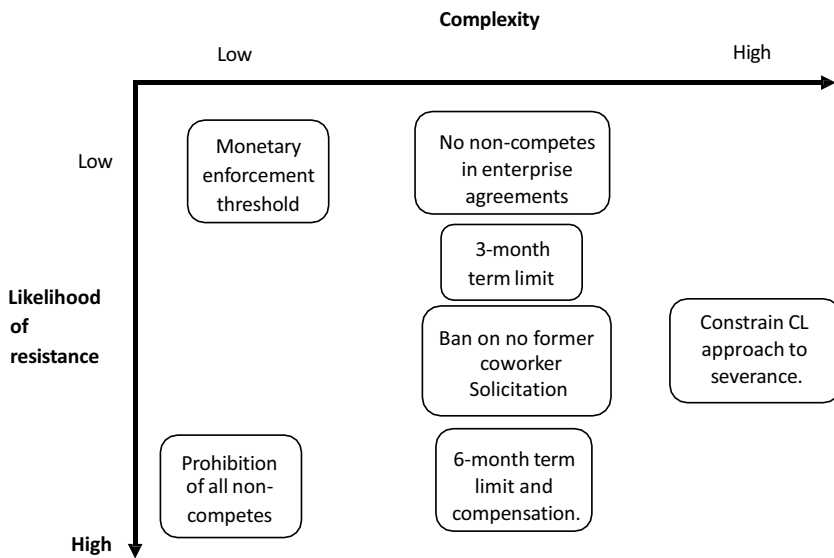 Complexity
Low
High
Low
Monetary
enforcement
threshold
No non-competes
in enterprise
agreements
3-month
term limit
Likelihood
of
resistance
Ban on no former
coworker
Solicitation
Constrain CL
approach to
severance.
Prohibition
of all non-
competes
6-month term
limit and
compensation.
High